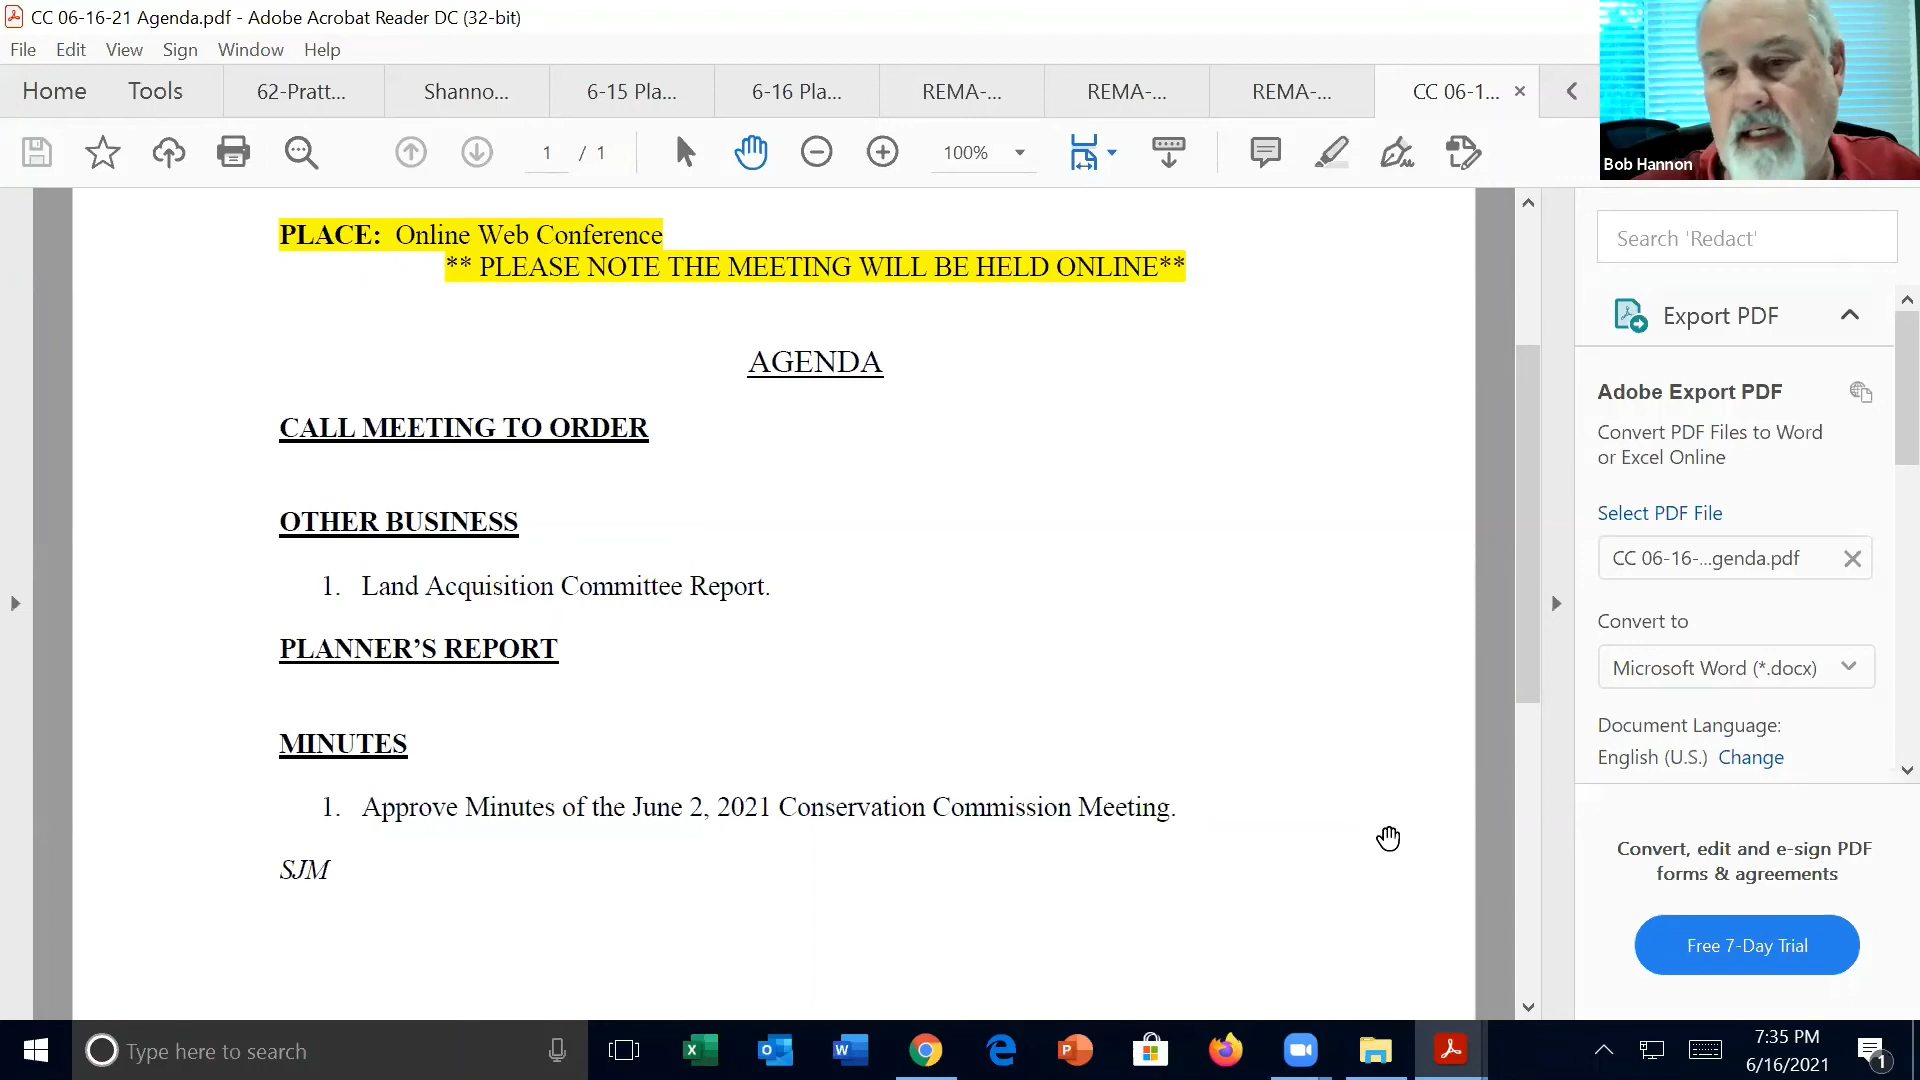 CC 06-16-21 Agenda.pdf - Adobe Acrobat Reader DC (32-bit)
File Edit View Sign Window Help
Home Tools 62-Pratt... Shanno... 6-15 Pla... 6-16 Pla... REMA-... REMA-... REMA-... CC 06-1...
1 / 1 100%
Bob Hannon
PLACE: Online Web Conference
** PLEASE NOTE THE MEETING WILL BE HELD ONLINE**
AGENDA
CALL MEETING TO ORDER
OTHER BUSINESS
1. Land Acquisition Committee Report.
PLANNER’S REPORT
MINUTES
1. Approve Minutes of the June 2, 2021 Conservation Commission Meeting.
SJM
Search 'Redact'
Export PDF
Adobe Export PDF
Convert PDF Files to Word
or Excel Online
Select PDF File
CC 06-16-...genda.pdf
Convert to
Microsoft Word (*.docx)
Document Language:
English (U.S.) Change
Convert, edit and e-sign PDF
forms & agreements
Free 7-Day Trial
Type here to search
7:35 PM
6/16/2021
1